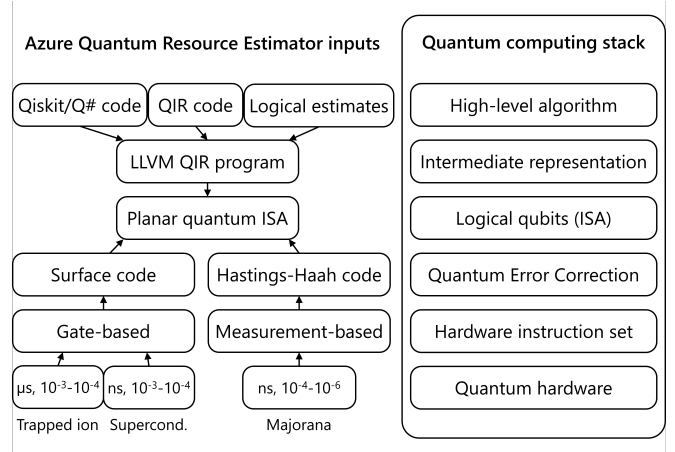 Azure Quantum Resource Estimator inputs
Quantum computing stack
Qiskit/Q# code
QIR code
Logical estimates
High-level algorithm
LLVM QIR program
Intermediate representation
Planar quantum ISA
Logical qubits (ISA)
Surface code
Hastings-Haah code
Quantum Error Correction
Gate-based
Measurement-based
Hardware instruction set
μs, 10⁻³-10⁻⁴
ns, 10⁻³-10⁻⁴
ns, 10⁻⁴-10⁻⁶
Quantum hardware
Trapped ion
Supercond.
Majorana